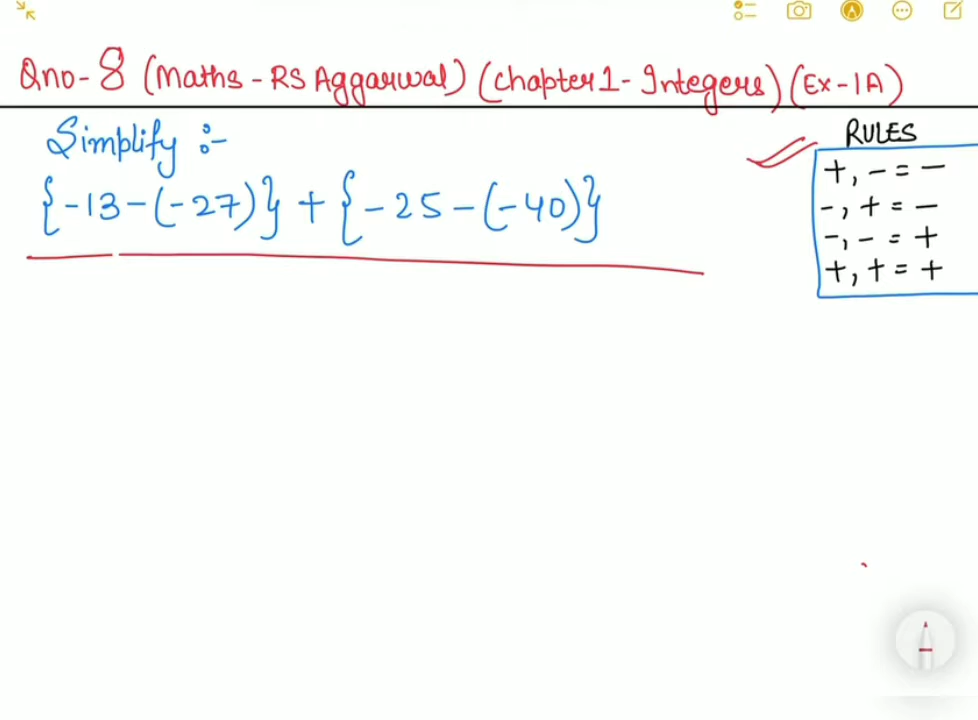 Qno-8 (Maths - RS Aggarwal) (Chapter 1 - Integers) (Ex-1A)
Simplify :-
{-13-(-27)} + {-25-(-40)}
RULES
+, - = -
-, + = -
-, - = +
+, + = +